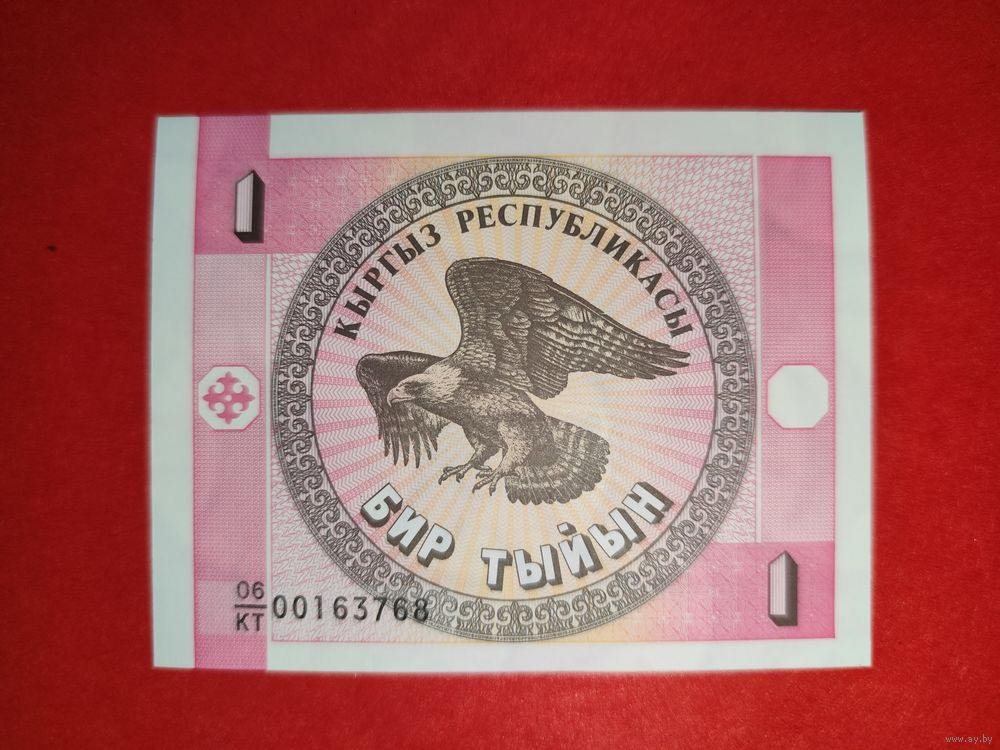 1
КЫРГЫЗ РЕСПУБЛИКАСЫ
БИР ТЫЙЫН
06
КТ 00163768
1
www.ay.by